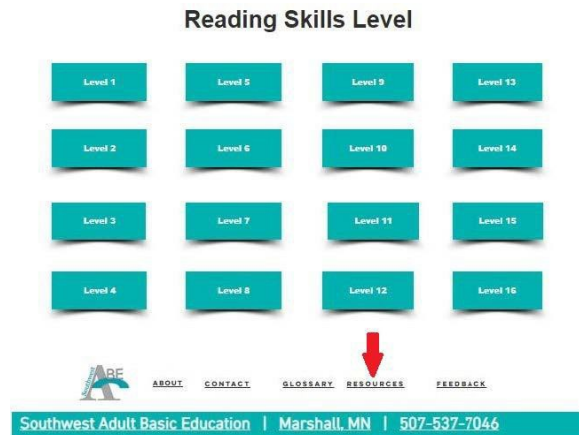 Reading Skills Level
Level 1 Level 5 Level 9 Level 13
Level 2 Level 6 Level 10 Level 14
Level 3 Level 7 Level 11 Level 15
Level 4 Level 8 Level 12 Level 16
Southwest ABE
ABOUT CONTACT GLOSSARY RESOURCES FEEDBACK
Southwest Adult Basic Education | Marshall, MN | 507-537-7046